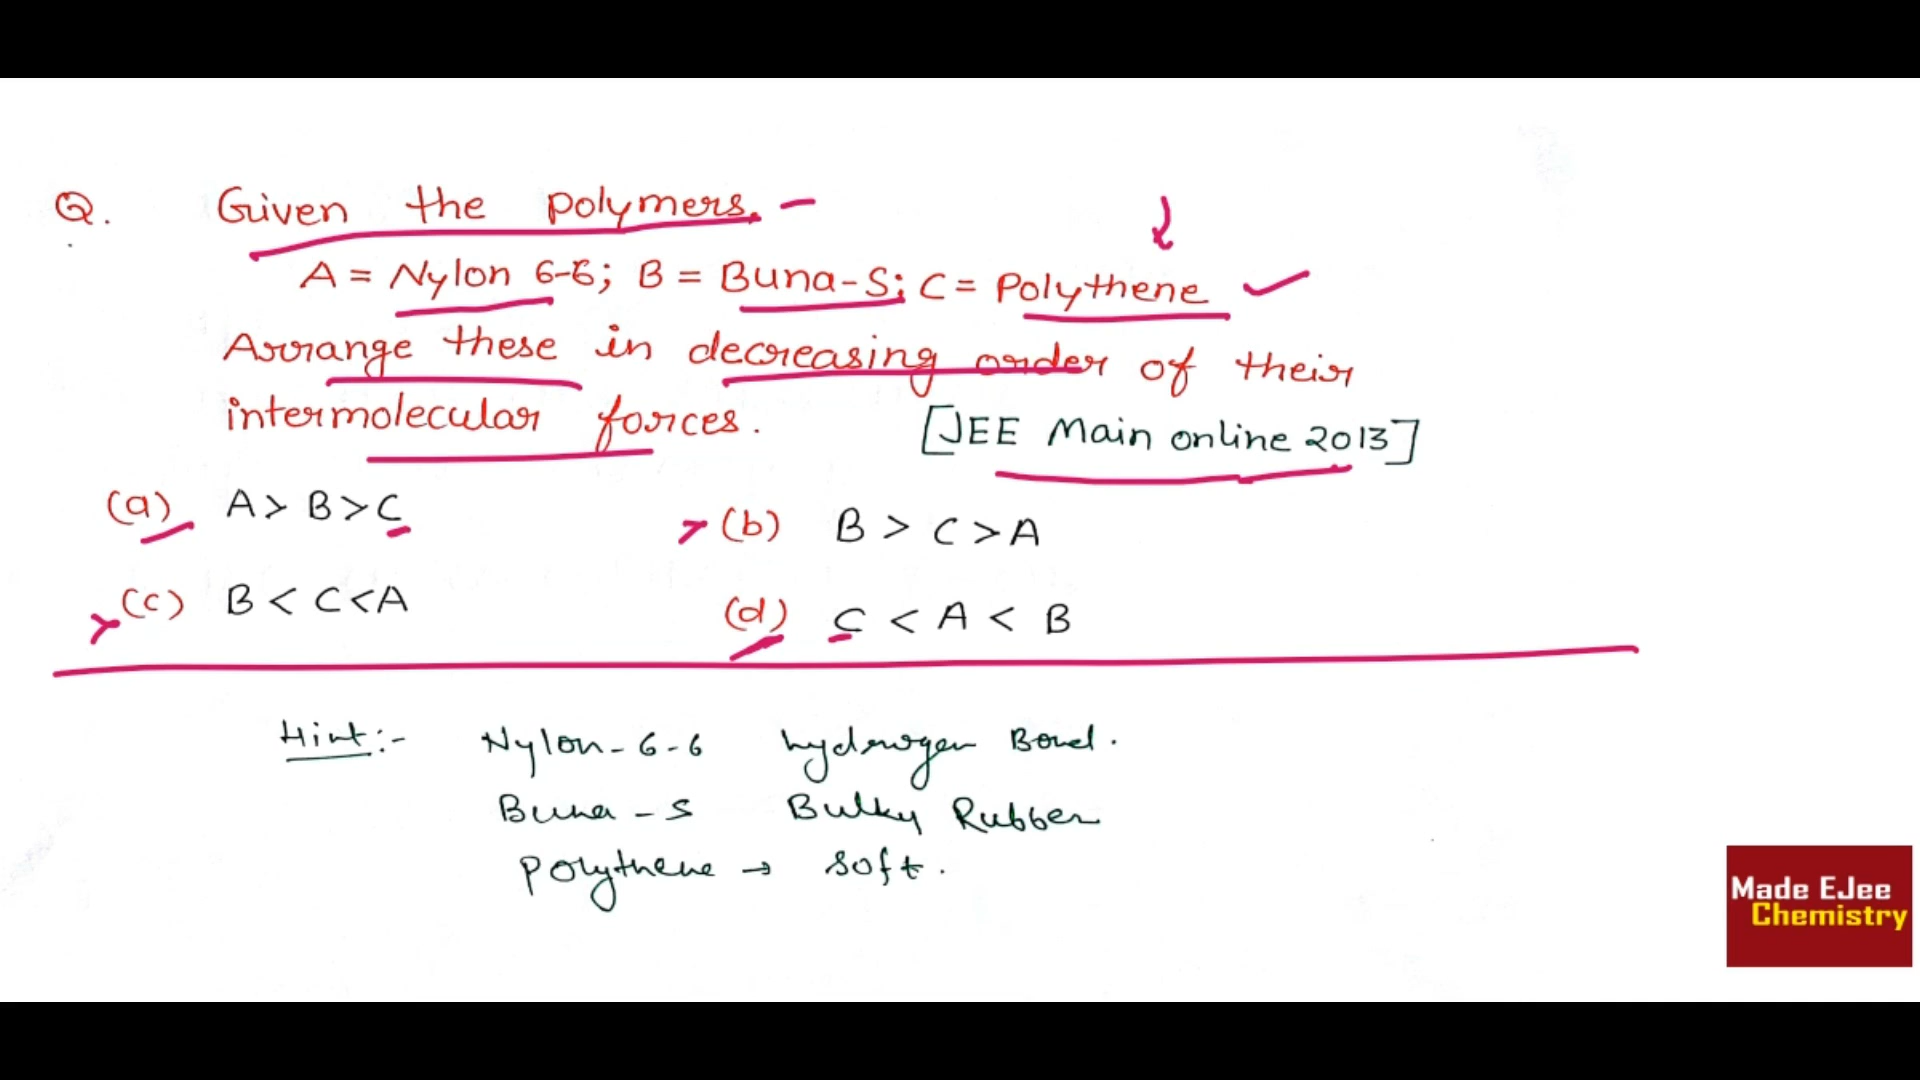 Q. Given the polymers.
A = Nylon 6-6; B = Buna-S; C = Polythene
Arrange these in decreasing order of their
intermolecular forces. [JEE Main online 2013]
(a) A > B > C (b) B > C > A
(c) B < C < A (d) C < A < B
Hint:- Nylon-6-6 hydrogen Bond.
Buna-S Bulky Rubber
Polythene → soft.
Made EJee
Chemistry